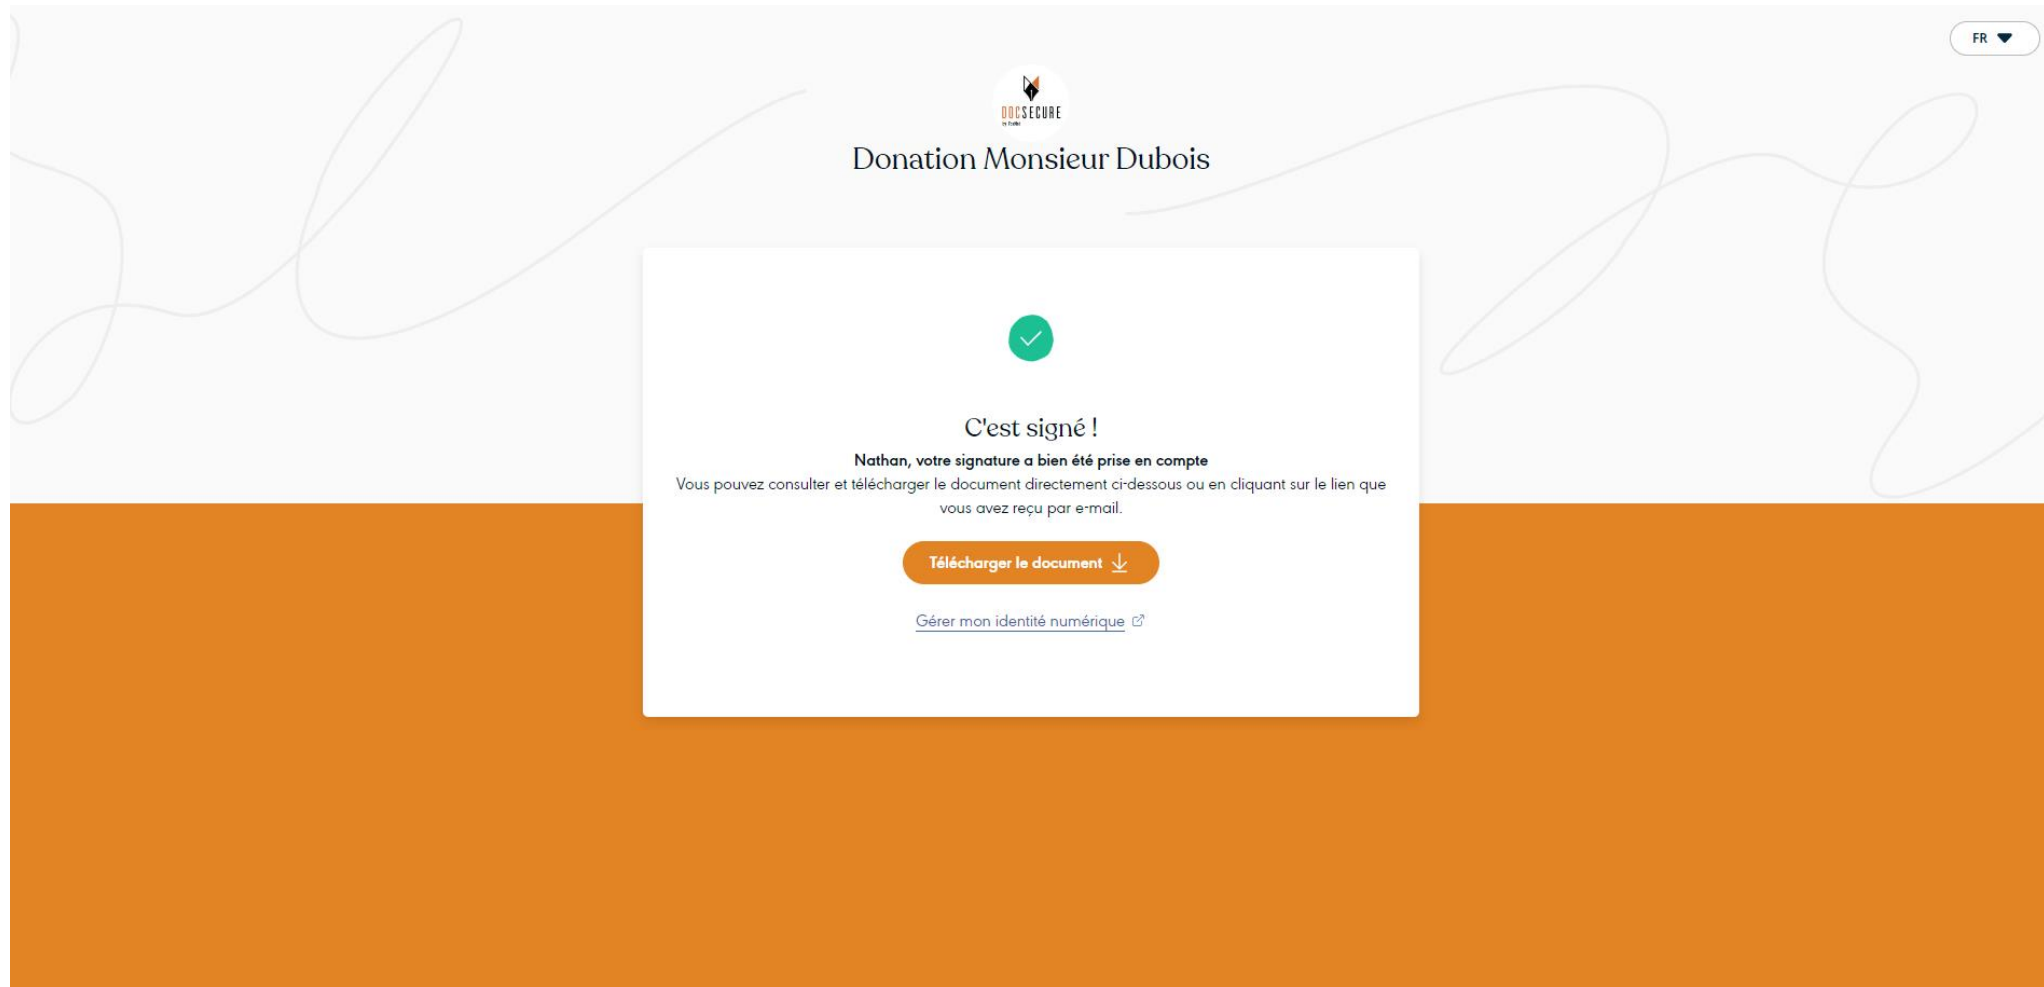 FR
DOCSECURE
Donation Monsieur Dubois
C'est signé !
Nathan, votre signature a bien été prise en compte
Vous pouvez consulter et télécharger le document directement ci-dessous ou en cliquant sur le lien que
vous avez reçu par e-mail.
Télécharger le document
Gérer mon identité numérique